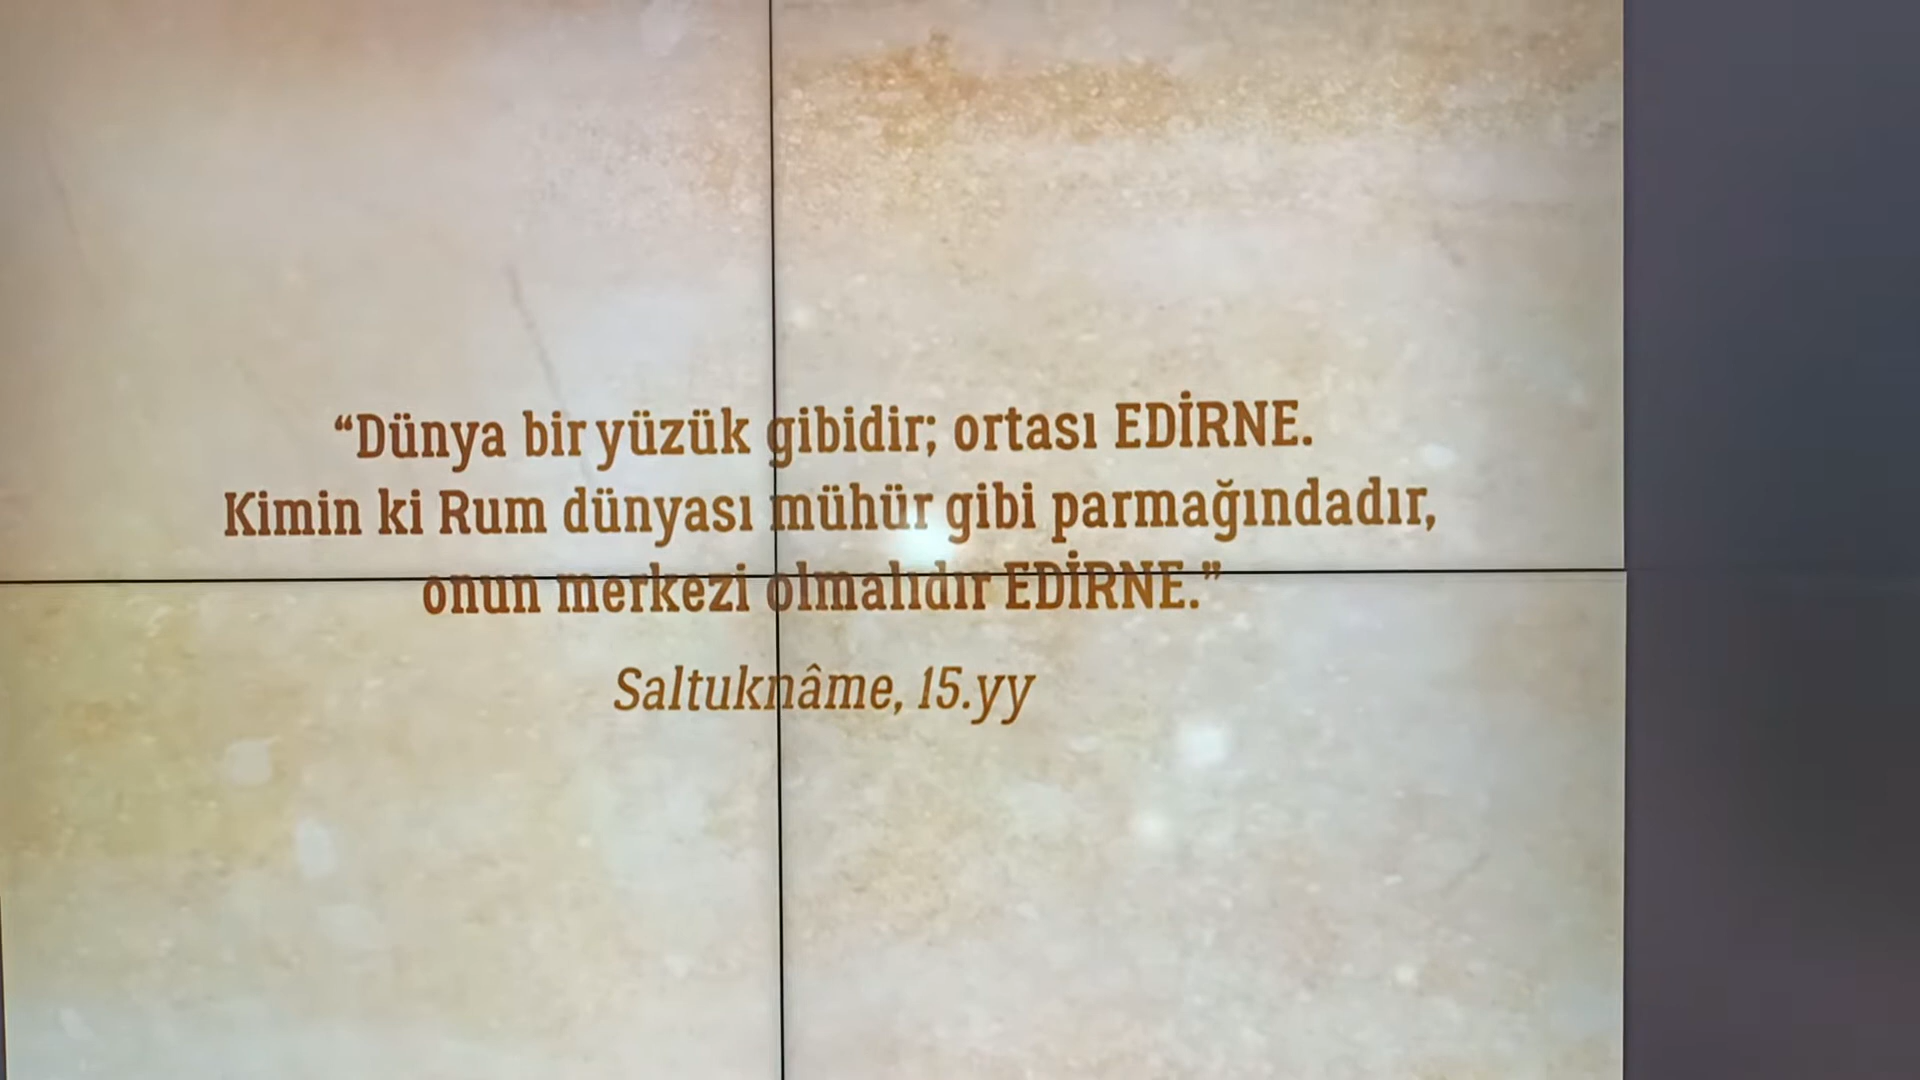 “Dünya bir yüzük gibidir; ortası EDİRNE.
Kimin ki Rum dünyası mühür gibi parmağındadır,
onun merkezi olmalıdır EDİRNE.”
Saltuknâme, 15.yy